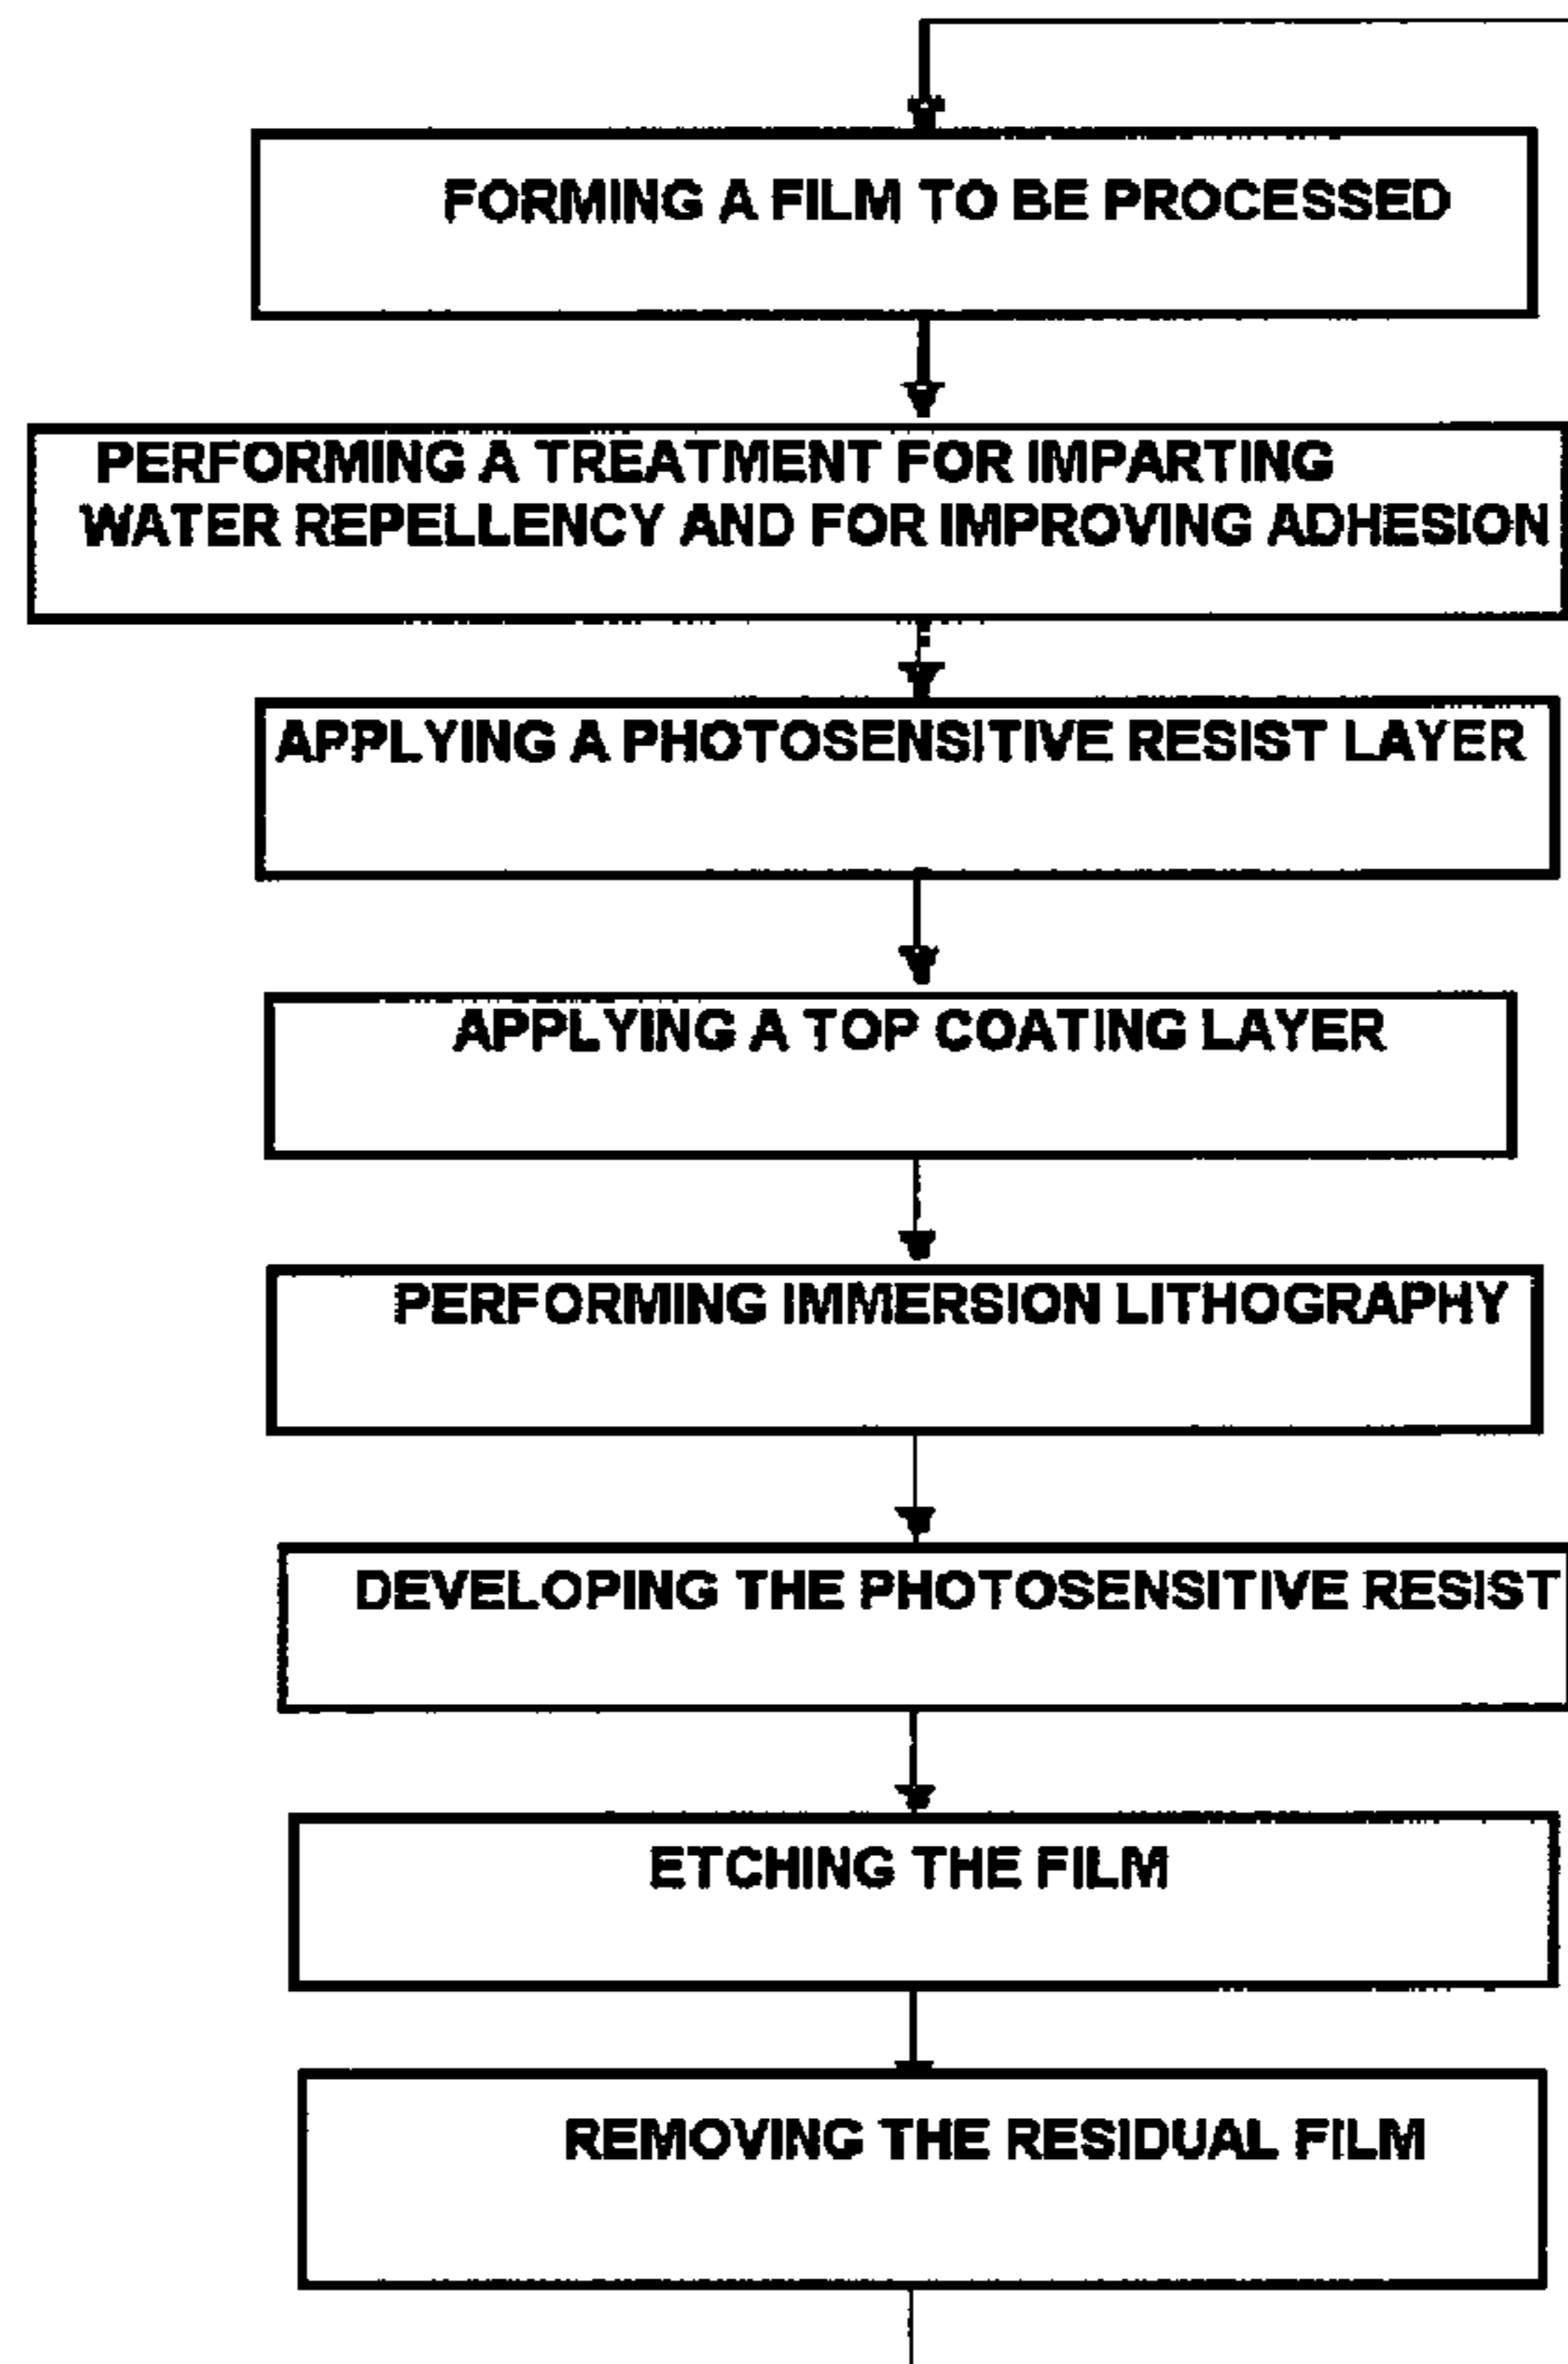 FORMING A FILM TO BE PROCESSED
PERFORMING A TREATMENT FOR IMPARTING
WATER REPELLENCY AND FOR IMPROVING ADHESION
APPLYING A PHOTOSENSITIVE RESIST LAYER
APPLYING A TOP COATING LAYER
PERFORMING IMMERSION LITHOGRAPHY
DEVELOPING THE PHOTOSENSITIVE RESIST
ETCHING THE FILM
REMOVING THE RESIDUAL FILM